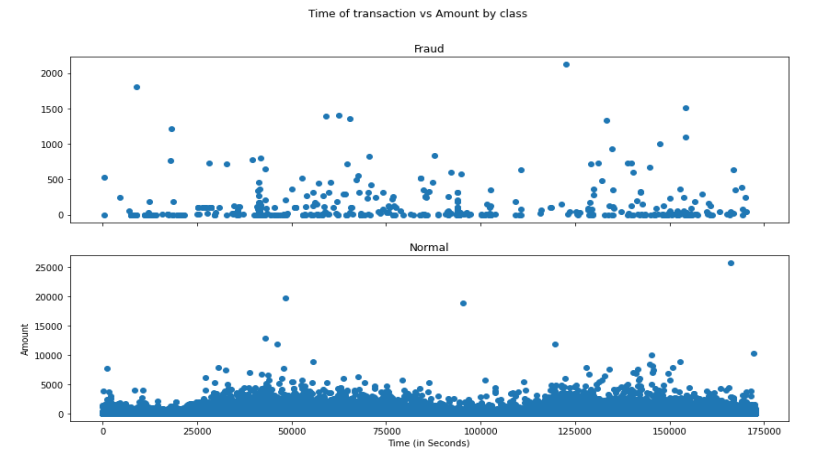 Time of transaction vs Amount by class
Fraud
2000
1500
1000
500
0
Normal
25000
20000
15000
10000
5000
0
Amount
0 25000 50000 75000 100000 125000 150000 175000
Time (in Seconds)